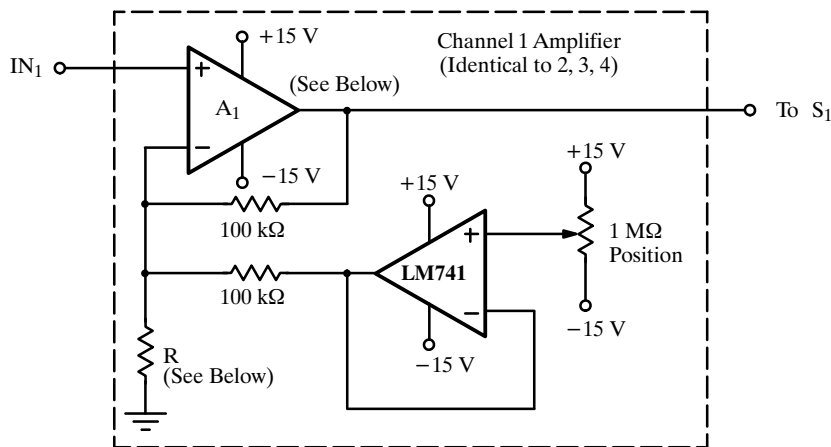 IN1
+15 V
+
A1
−
−15 V
(See Below)
Channel 1 Amplifier
(Identical to 2, 3, 4)
To S1
100 kΩ
100 kΩ
+15 V
+
LM741
−
−15 V
+15 V
1 MΩ
Position
−15 V
R
(See Below)